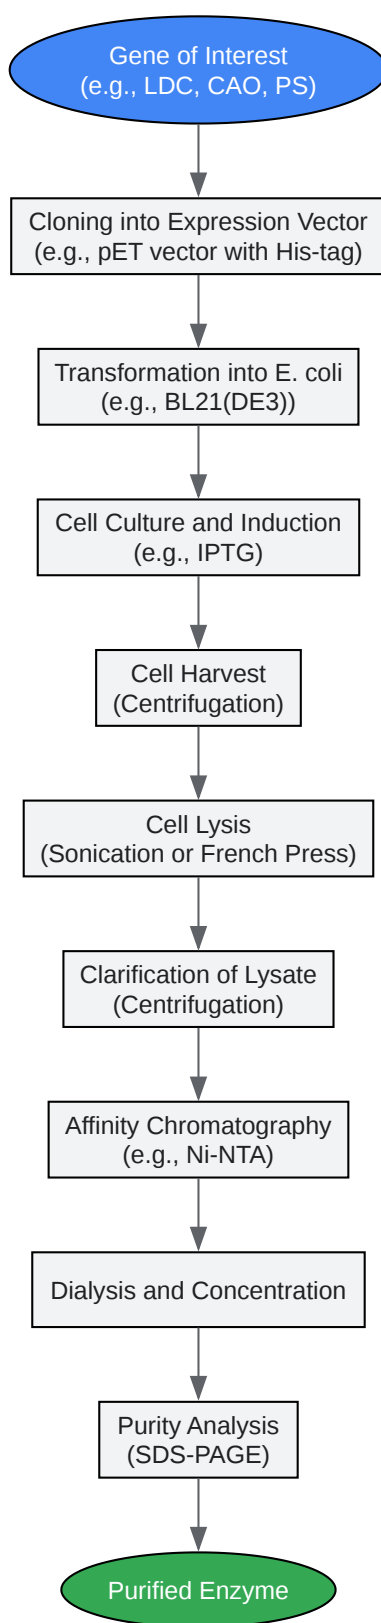 Gene of Interest
(e.g., LDC, CAO, PS)
Cloning into Expression Vector
(e.g., pET vector with His-tag)
Transformation into E. coli
(e.g., BL21(DE3))
Cell Culture and Induction
(e.g., IPTG)
Cell Harvest
(Centrifugation)
Cell Lysis
(Sonication or French Press)
Clarification of Lysate
(Centrifugation)
Affinity Chromatography
(e.g., Ni-NTA)
Dialysis and Concentration
Purity Analysis
(SDS-PAGE)
Purified Enzyme